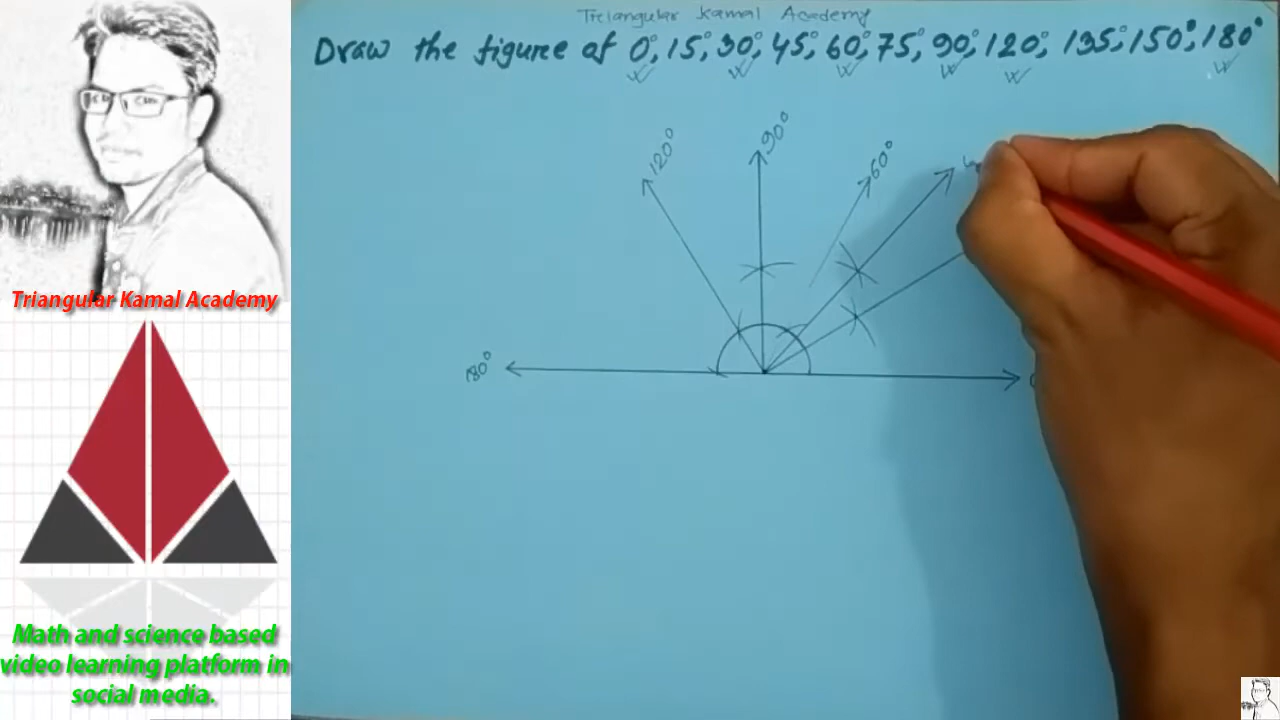 Trelangular Kamal Academy
Draw the figure of 0°, 15°, 30°, 45°, 60°, 75°, 90°, 120°, 135°, 150°, 180°
120°
90°
60°
180°
Triangular Kamal Academy
Math and science based
video learning platform in
social media.